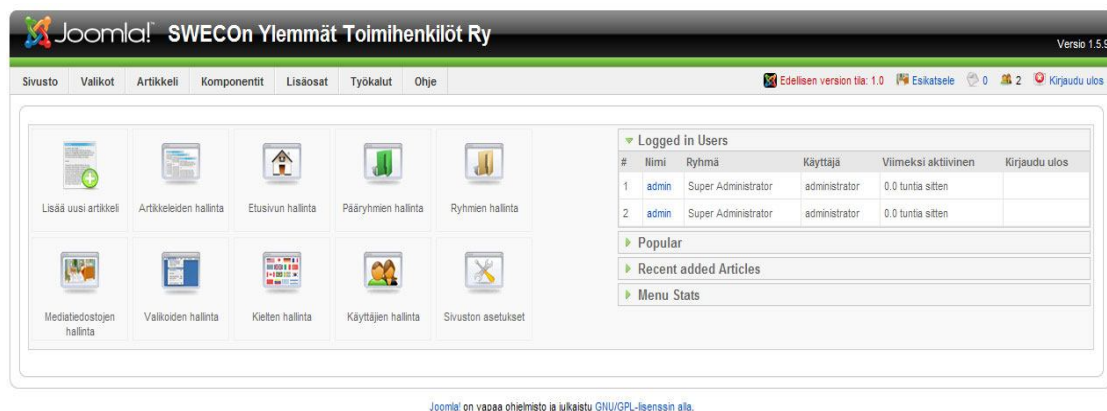 Joomla! SWECOn Ylemmät Toimihenkilöt Ry
Versio 1.5.9
Sivusto Valikot Artikkeli Komponentit Lisäosat Työkalut Ohje
Edellisen version tila: 1.0 Esikatsele 0 2 Kirjaudu ulos
Lisää uusi artikkeli Artikkeleiden hallinta Etusivun hallinta Pääryhmien hallinta Ryhmien hallinta
Mediatiedostojen hallinta Valikoiden hallinta Kielten hallinta Käyttäjien hallinta Sivuston asetukset
Logged in Users
# Nimi Ryhmä Käyttäjä Viimeksi aktiivinen Kirjaudu ulos
1 admin Super Administrator administrator 0.0 tuntia sitten
2 admin Super Administrator administrator 0.0 tuntia sitten
Popular
Recent added Articles
Menu Stats
Joomla! on vapaa ohjelmisto ja julkaistu GNU/GPL-lisenssin alla.